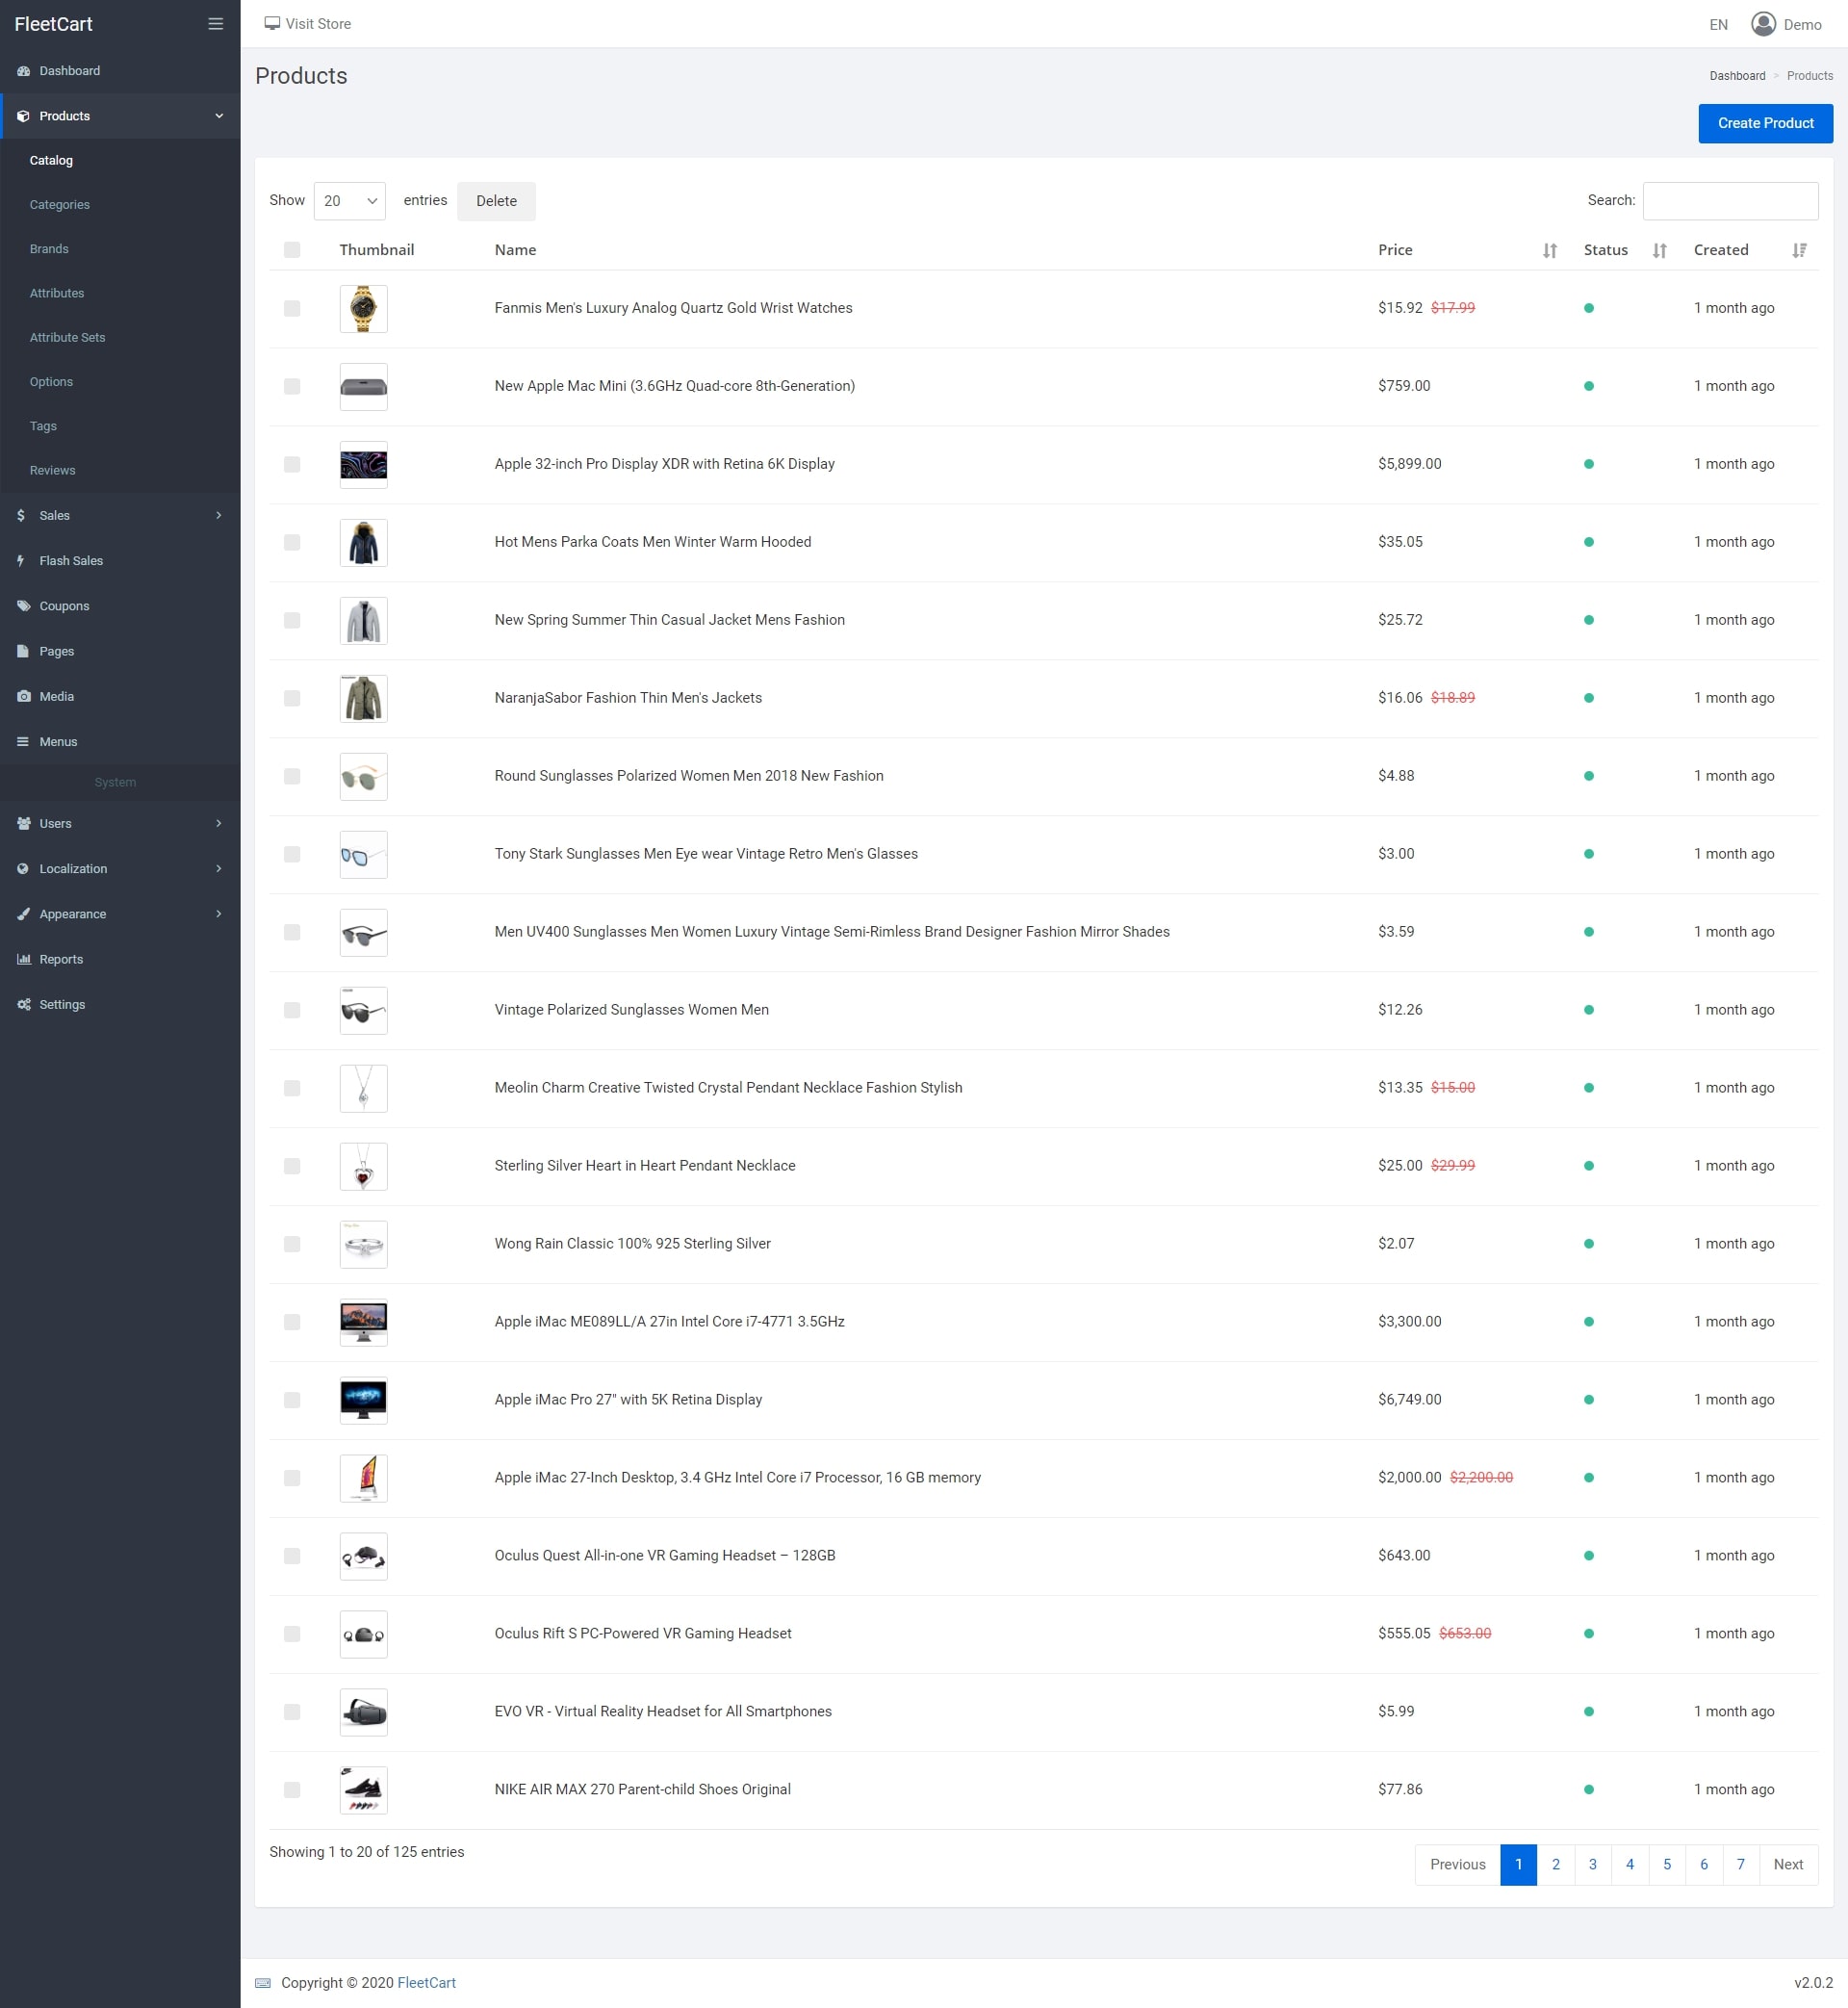 FleetCart
Visit Store
EN
Demo
Dashboard
Products
Catalog
Categories
Brands
Attributes
Attribute Sets
Options
Tags
Reviews
Sales
Flash Sales
Coupons
Pages
Media
Menus
System
Users
Localization
Appearance
Reports
Settings
Products
Dashboard > Products
Create Product
Show 20 entries Delete
Search:
Thumbnail Name Price Status Created
Fanmis Men's Luxury Analog Quartz Gold Wrist Watches $15.92 $17.99 1 month ago
New Apple Mac Mini (3.6GHz Quad-core 8th-Generation) $759.00 1 month ago
Apple 32-inch Pro Display XDR with Retina 6K Display $5,899.00 1 month ago
Hot Mens Parka Coats Men Winter Warm Hooded $35.05 1 month ago
New Spring Summer Thin Casual Jacket Mens Fashion $25.72 1 month ago
NaranjaSabor Fashion Thin Men's Jackets $16.06 $18.89 1 month ago
Round Sunglasses Polarized Women Men 2018 New Fashion $4.88 1 month ago
Tony Stark Sunglasses Men Eye wear Vintage Retro Men's Glasses $3.00 1 month ago
Men UV400 Sunglasses Men Women Luxury Vintage Semi-Rimless Brand Designer Fashion Mirror Shades $3.59 1 month ago
Vintage Polarized Sunglasses Women Men $12.26 1 month ago
Meolin Charm Creative Twisted Crystal Pendant Necklace Fashion Stylish $13.35 $15.00 1 month ago
Sterling Silver Heart in Heart Pendant Necklace $25.00 $29.99 1 month ago
Wong Rain Classic 100% 925 Sterling Silver $2.07 1 month ago
Apple iMac ME089LL/A 27in Intel Core i7-4771 3.5GHz $3,300.00 1 month ago
Apple iMac Pro 27" with 5K Retina Display $6,749.00 1 month ago
Apple iMac 27-Inch Desktop, 3.4 GHz Intel Core i7 Processor, 16 GB memory $2,000.00 $2,200.00 1 month ago
Oculus Quest All-in-one VR Gaming Headset – 128GB $643.00 1 month ago
Oculus Rift S PC-Powered VR Gaming Headset $555.05 $653.00 1 month ago
EVO VR - Virtual Reality Headset for All Smartphones $5.99 1 month ago
NIKE AIR MAX 270 Parent-child Shoes Original $77.86 1 month ago
Showing 1 to 20 of 125 entries
Previous 1 2 3 4 5 6 7 Next
Copyright © 2020 FleetCart
v2.0.2